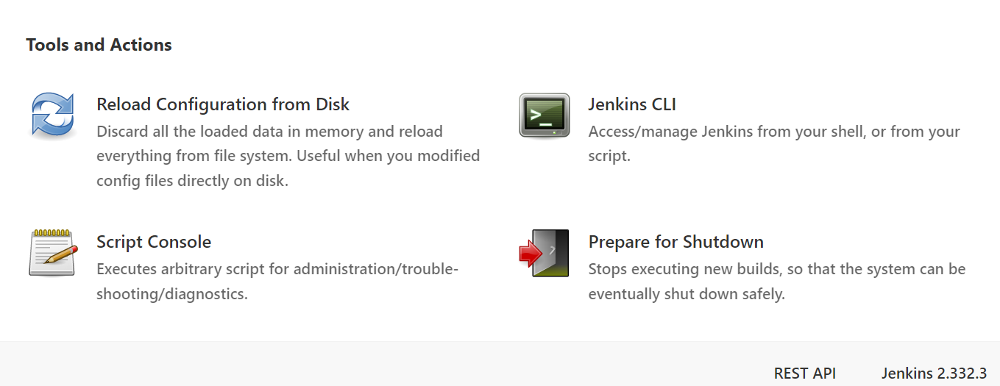 Tools and Actions
Reload Configuration from Disk
Discard all the loaded data in memory and reload
everything from file system. Useful when you modified
config files directly on disk.
Jenkins CLI
Access/manage Jenkins from your shell, or from your
script.
Script Console
Executes arbitrary script for administration/trouble-
shooting/diagnostics.
Prepare for Shutdown
Stops executing new builds, so that the system can be
eventually shut down safely.
REST API
Jenkins 2.332.3